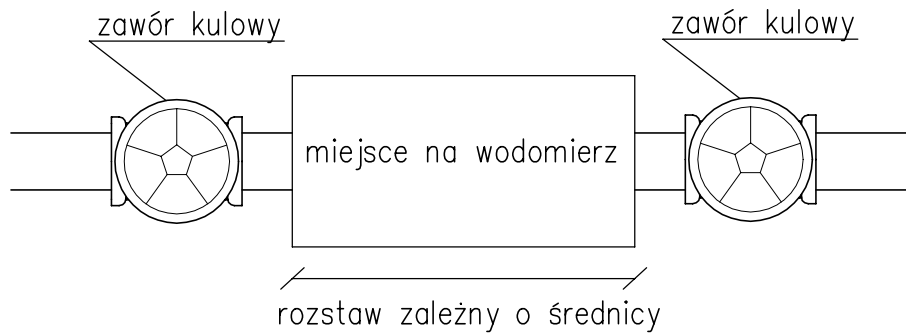 zawór kulowy
zawór kulowy
miejsce na wodomierz
rozstaw zależny o średnicy